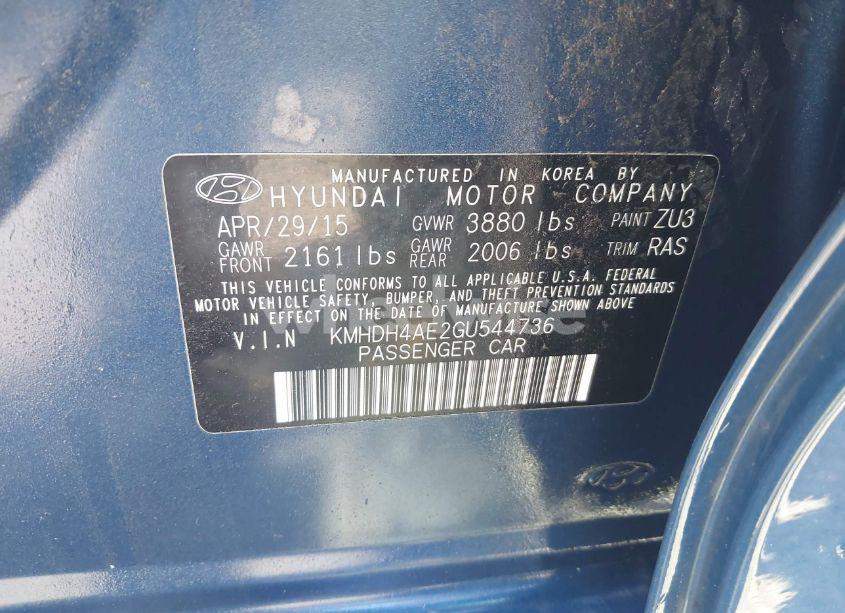 MANUFACTURED IN KOREA BY
HYUNDAI MOTOR COMPANY
APR/29/15 GVWR 3880 lbs PAINT ZU3
GAWR FRONT 2161 lbs GAWR REAR 2006 lbs TRIM RAS
THIS VEHICLE CONFORMS TO ALL APPLICABLE U.S.A. FEDERAL
MOTOR VEHICLE SAFETY, BUMPER, AND THEFT PREVENTION STANDARDS
IN EFFECT ON THE DATE OF MANUFACTURE SHOWN ABOVE
V.I.N KMHDH4AE2GU544736
PASSENGER CAR